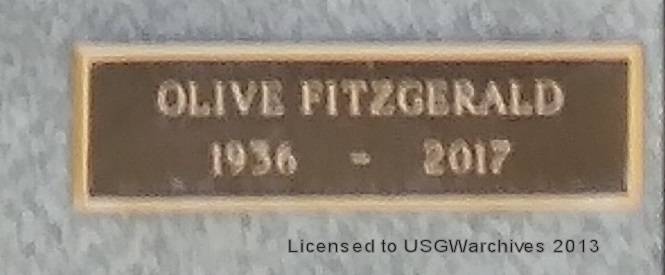 OLIVE FITZGERALD
1936 - 2017
Licensed to USGWarchives 2013